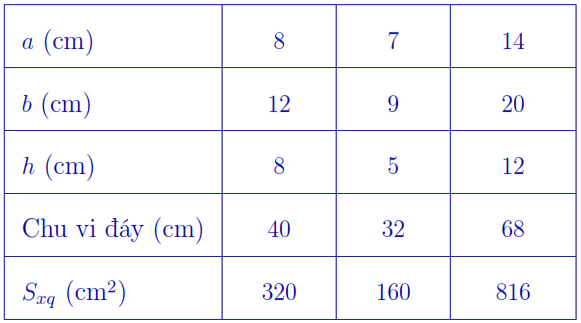 a (cm) 8 7 14
b (cm) 12 9 20
h (cm) 8 5 12
Chu vi đáy (cm) 40 32 68
Sxq (cm²) 320 160 816